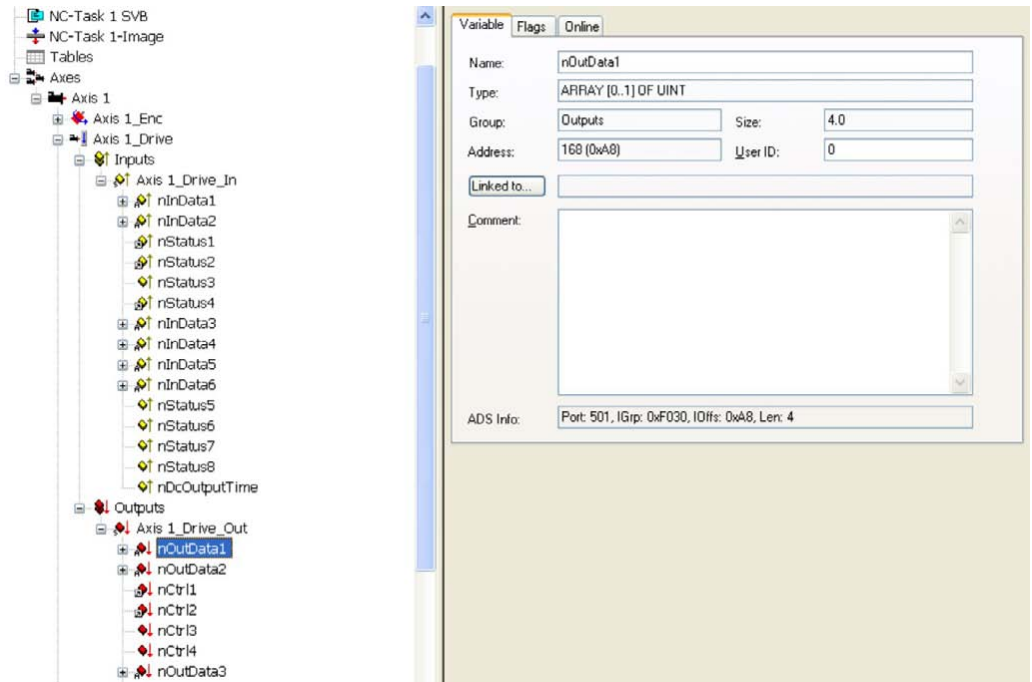 NC-Task 1 SVB
NC-Task 1-Image
Tables
Axes
Axis 1
Axis 1_Enc
Axis 1_Drive
Inputs
Axis 1_Drive_In
nInData1
nInData2
nStatus1
nStatus2
nStatus3
nStatus4
nInData3
nInData4
nInData5
nInData6
nStatus5
nStatus6
nStatus7
nStatus8
nDcOutputTime
Outputs
Axis 1_Drive_Out
nOutData1
nOutData2
nCtrl1
nCtrl2
nCtrl3
nCtrl4
nOutData3
Variable Flags Online
Name: nOutData1
Type: ARRAY [0..1] OF UINT
Group: Outputs Size: 4.0
Address: 168 (0xA8) User ID: 0
Linked to...
Comment:
ADS Info: Port: 501, IGrp: 0xF030, IOffs: 0xA8, Len: 4